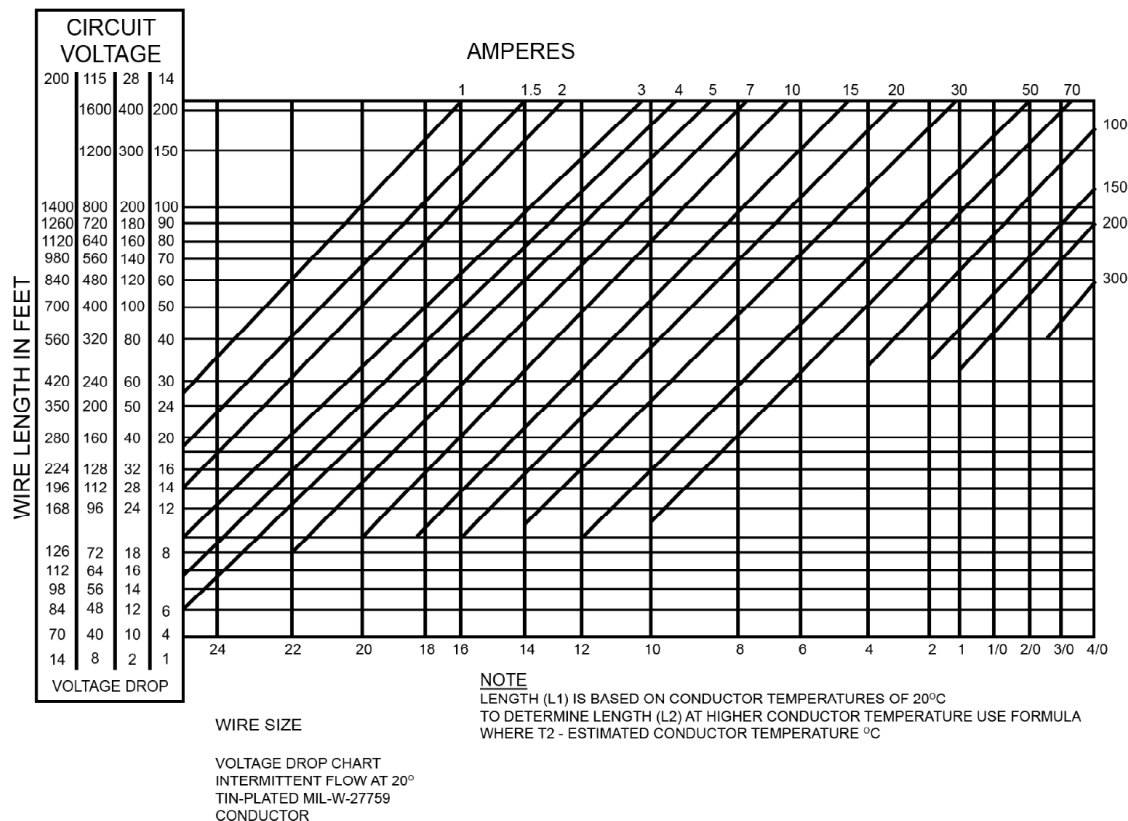 CIRCUIT
VOLTAGE
AMPERES
200 115 28 14
1 1.5 2 3 4 5 7 10 15 20 30 50 70
1600 400 200
100
1200 300 150
150
1400 800 200 100
1260 720 180 90
200
1120 640 160 80
980 560 140 70
840 480 120 60
300
700 400 100 50
560 320 80 40
420 240 60 30
350 200 50 24
280 160 40 20
224 128 32 16
196 112 28 14
168 96 24 12
126 72 18 8
112 64 16
98 56 14
84 48 12 6
70 40 10 4
14 8 2 1
WIRE LENGTH IN FEET
24 22 20 18 16 14 12 10 8 6 4 2 1 1/0 2/0 3/0 4/0
VOLTAGE DROP
NOTE
LENGTH (L1) IS BASED ON CONDUCTOR TEMPERATURES OF 20°C
TO DETERMINE LENGTH (L2) AT HIGHER CONDUCTOR TEMPERATURE USE FORMULA
WHERE T2 - ESTIMATED CONDUCTOR TEMPERATURE °C
WIRE SIZE
VOLTAGE DROP CHART
INTERMITTENT FLOW AT 20°
TIN-PLATED MIL-W-27759
CONDUCTOR